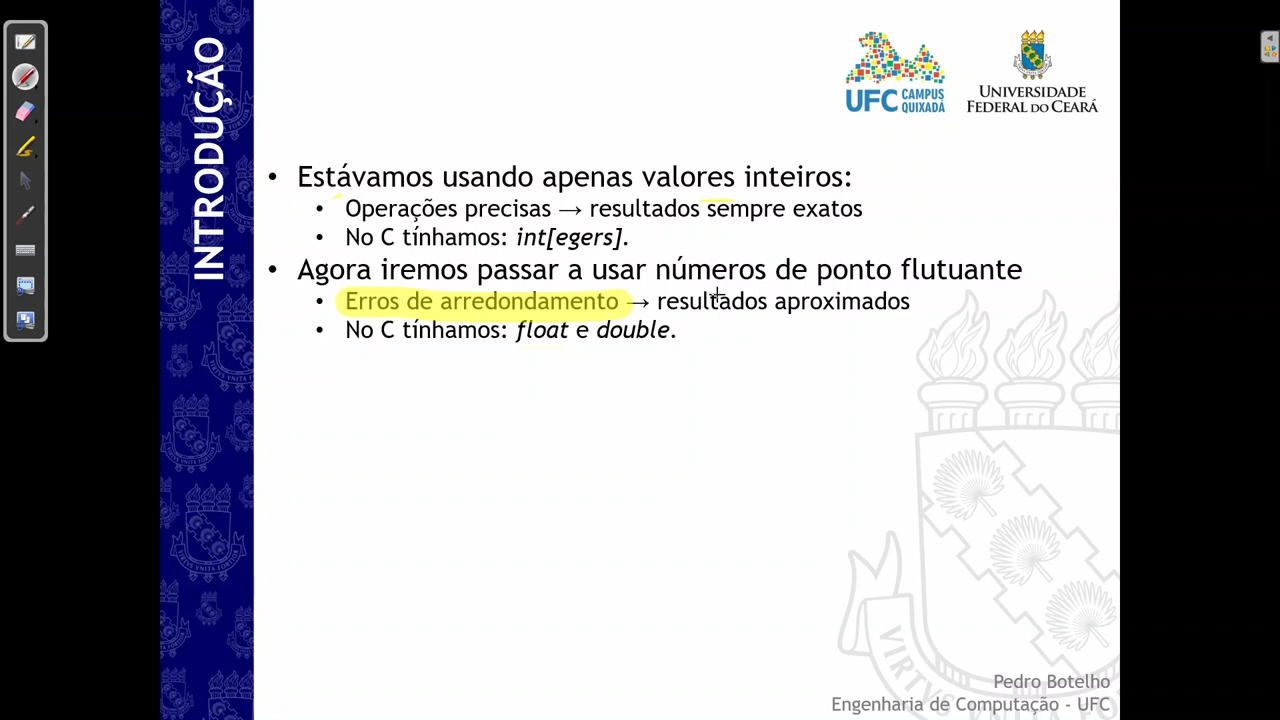 INTRODUÇÃO
UFC CAMPUS QUIXADÁ
UNIVERSIDADE
FEDERAL DO CEARÁ
• Estávamos usando apenas valores inteiros:
• Operações precisas → resultados sempre exatos
• No C tínhamos: int[egers].
• Agora iremos passar a usar números de ponto flutuante
• Erros de arredondamento → resultados aproximados
• No C tínhamos: float e double.
VIRTV
Pedro Botelho
Engenharia de Computação - UFC